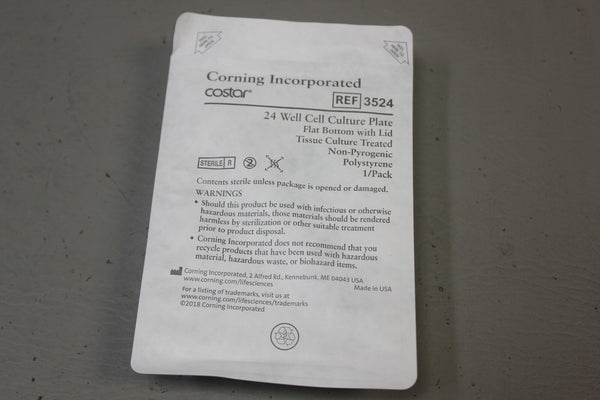 Corning Incorporated
costar®
REF 3524
24 Well Cell Culture Plate
Flat Bottom with Lid
Tissue Culture Treated
Non-Pyrogenic
Polystyrene
1/Pack
STERILE R
2
Contents sterile unless package is opened or damaged.
WARNINGS
• Should this product be used with infectious or otherwise
hazardous materials, those materials should be rendered
harmless by sterilization or other suitable treatment
prior to product disposal.
• Corning Incorporated does not recommend that you
recycle products that have been used with hazardous
material, hazardous waste, or biohazard items.
Corning Incorporated, 2 Alfred Rd., Kennebunk, ME 04043 USA
www.corning.com/lifesciences
Made in USA
For a listing of trademarks, visit us at
www.corning.com/lifesciences/trademarks
©2018 Corning Incorporated